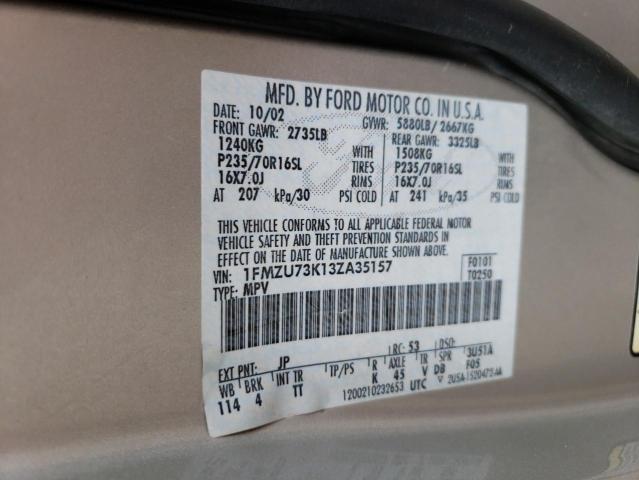 MFD. BY FORD MOTOR CO. IN U.S.A.
DATE: 10/02 GVWR: 5880LB/ 2667KG
FRONT GAWR: 2735LB REAR GAWR: 3325LB
1240KG 1508KG
P235/70R16SL TIRES P235/70R16SL TIRES
16X7.0J RIMS 16X7.0J RIMS
AT 207 kPa/30 PSI COLD AT 241 kPa/35 PSI COLD
THIS VEHICLE CONFORMS TO ALL APPLICABLE FEDERAL MOTOR
VEHICLE SAFETY AND THEFT PREVENTION STANDARDS IN
EFFECT ON THE DATE OF MANUFACTURE SHOWN ABOVE.
VIN: 1FMZU73K13ZA35157 F0101
TYPE: MPV T0250
EXT PNT: JP RC: 53 DSO: 3U51A
WB BRK INT TR TP/PS R AXLE TR SPR F05
114 4 TT K 45 V DB
1200210232653 UTC